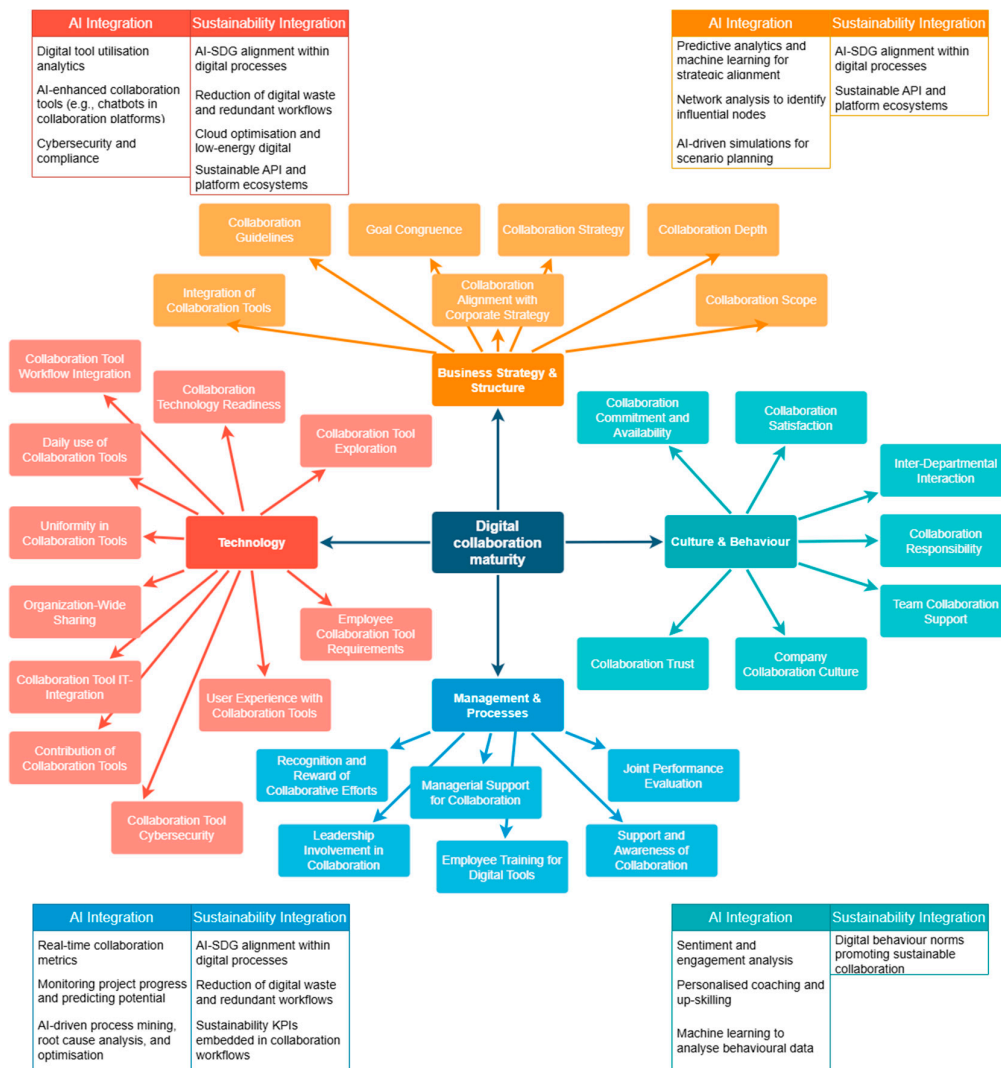 AI Integration
Sustainability Integration
Digital tool utilisation
analytics
AI-enhanced collaboration
tools (e.g., chatbots in
collaboration platforms)
Cybersecurity and
compliance
AI-SDG alignment within
digital processes
Reduction of digital waste
and redundant workflows
Cloud optimisation and
low-energy digital
Sustainable API and
platform ecosystems
AI Integration
Sustainability Integration
Predictive analytics and
machine learning for
strategic alignment
Network analysis to identify
influential nodes
AI-driven simulations for
scenario planning
AI-SDG alignment within
digital processes
Sustainable API and
platform ecosystems
Collaboration
Guidelines
Goal Congruence
Collaboration Strategy
Collaboration Depth
Integration of
Collaboration Tools
Collaboration
Alignment with
Corporate Strategy
Collaboration Scope
Business Strategy &
Structure
Collaboration Tool
Workflow Integration
Collaboration
Technology Readiness
Collaboration Tool
Exploration
Daily use of
Collaboration Tools
Uniformity in
Collaboration Tools
Technology
Organization-Wide
Sharing
Employee
Collaboration Tool
Requirements
Collaboration Tool IT-
Integration
User Experience with
Collaboration Tools
Contribution of
Collaboration Tools
Collaboration Tool
Cybersecurity
Digital
collaboration
maturity
Collaboration
Commitment and
Availability
Collaboration
Satisfaction
Inter-Departmental
Interaction
Culture & Behaviour
Collaboration
Responsibility
Team Collaboration
Support
Collaboration Trust
Company
Collaboration Culture
Management &
Processes
Recognition and
Reward of
Collaborative Efforts
Managerial Support
for Collaboration
Joint Performance
Evaluation
Leadership
Involvement in
Collaboration
Employee Training for
Digital Tools
Support and
Awareness of
Collaboration
AI Integration
Sustainability Integration
Real-time collaboration
metrics
Monitoring project progress
and predicting potential
AI-driven process mining,
root cause analysis, and
optimisation
AI-SDG alignment within
digital processes
Reduction of digital waste
and redundant workflows
Sustainability KPIs
embedded in collaboration
workflows
AI Integration
Sustainability Integration
Sentiment and
engagement analysis
Personalised coaching and
up-skilling
Machine learning to
analyse behavioural data
Digital behaviour norms
promoting sustainable
collaboration